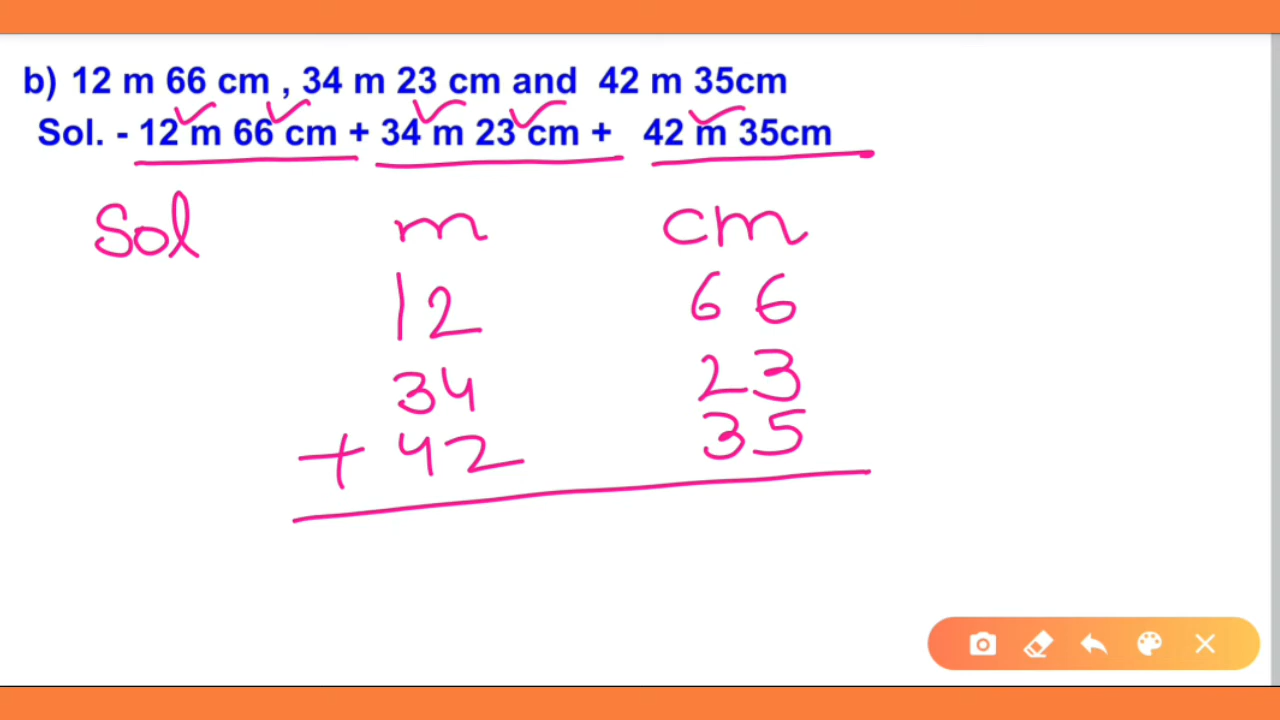 b) 12 m 66 cm , 34 m 23 cm and 42 m 35cm
Sol. - 12 m 66 cm + 34 m 23 cm + 42 m 35cm
Sol m cm
12 66
34 23
+ 42 35